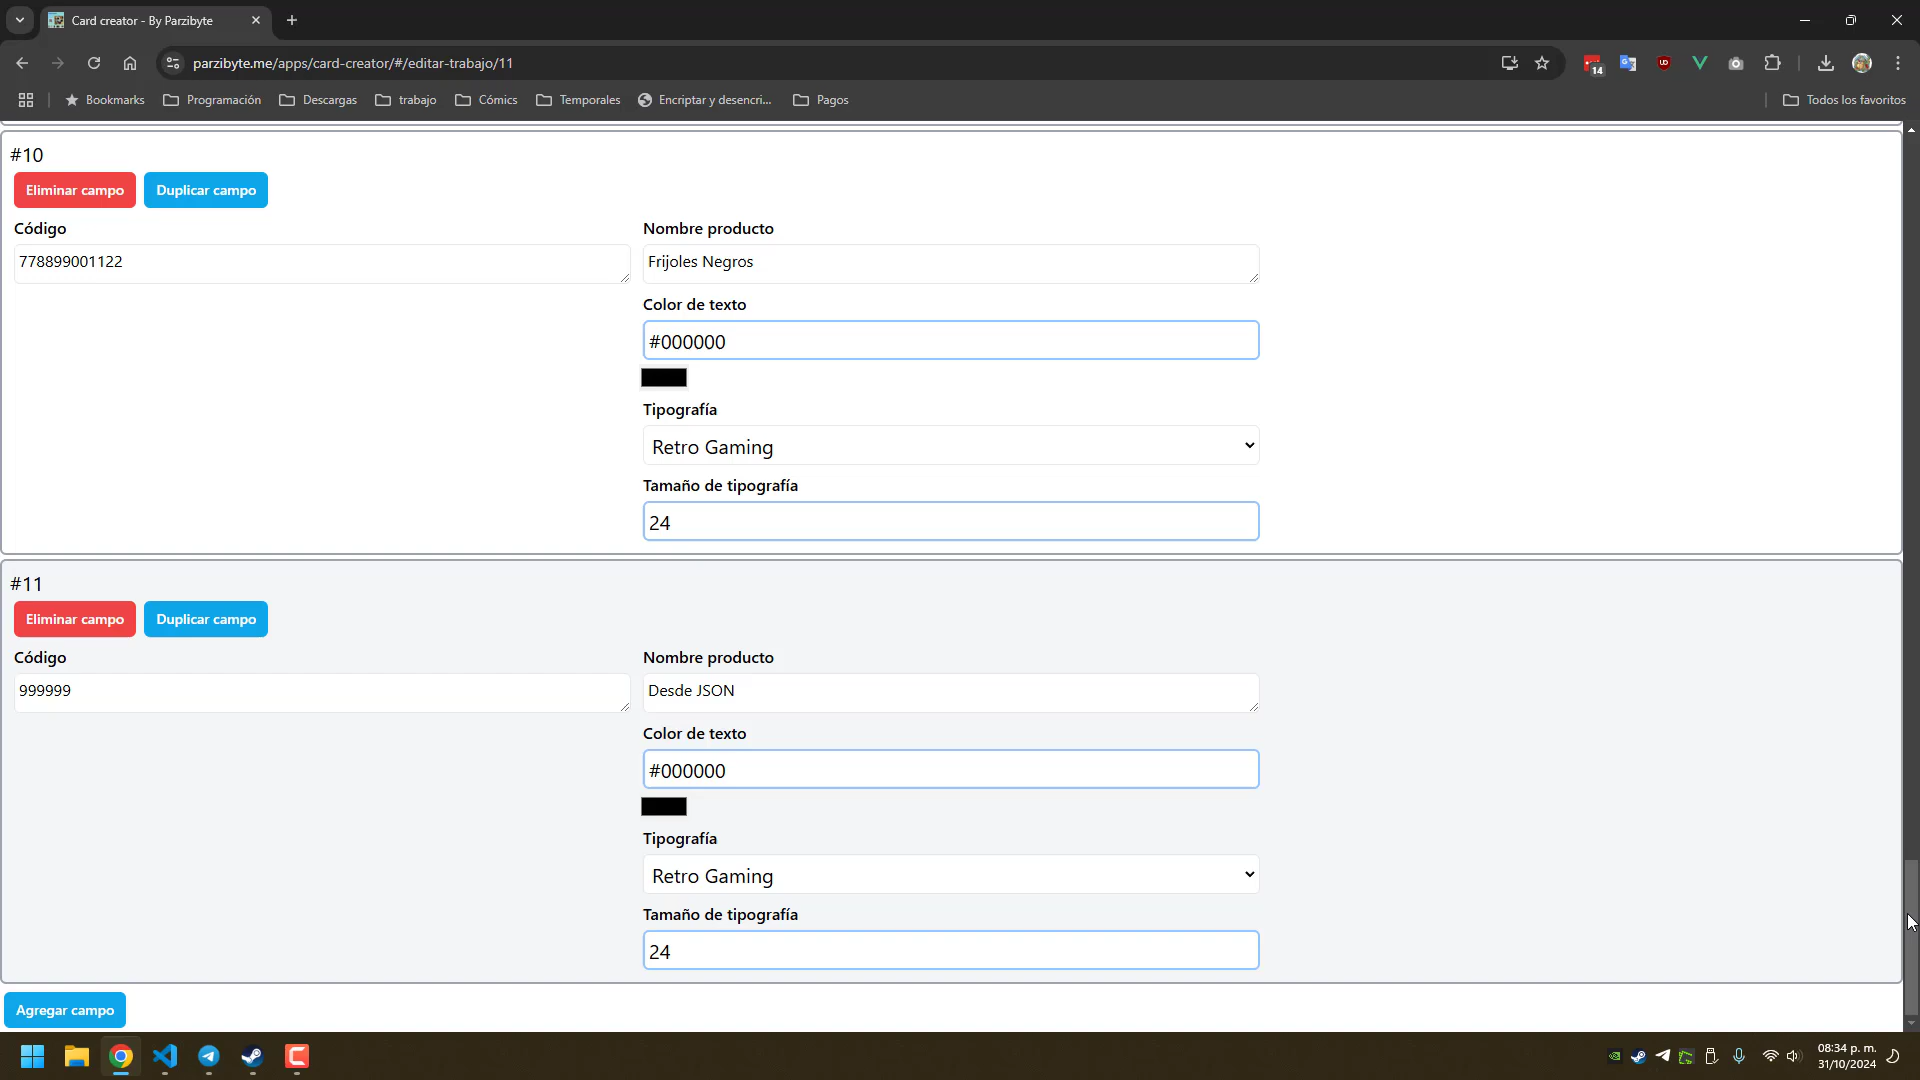 Card creator - By Parzibyte
parzibyte.me/apps/card-creator/#/editar-trabajo/11
14
Bookmarks
Programación
Descargas
trabajo
Cómics
Temporales
Encriptar y desencri...
Pagos
Todos los favoritos
#10
Eliminar campo
Duplicar campo
Código
Nombre producto
778899001122
Frijoles Negros
Color de texto
#000000
Tipografía
Retro Gaming
Tamaño de tipografía
24
#11
Eliminar campo
Duplicar campo
Código
Nombre producto
999999
Desde JSON
Color de texto
#000000
Tipografía
Retro Gaming
Tamaño de tipografía
24
Agregar campo
08:34 p. m.
31/10/2024